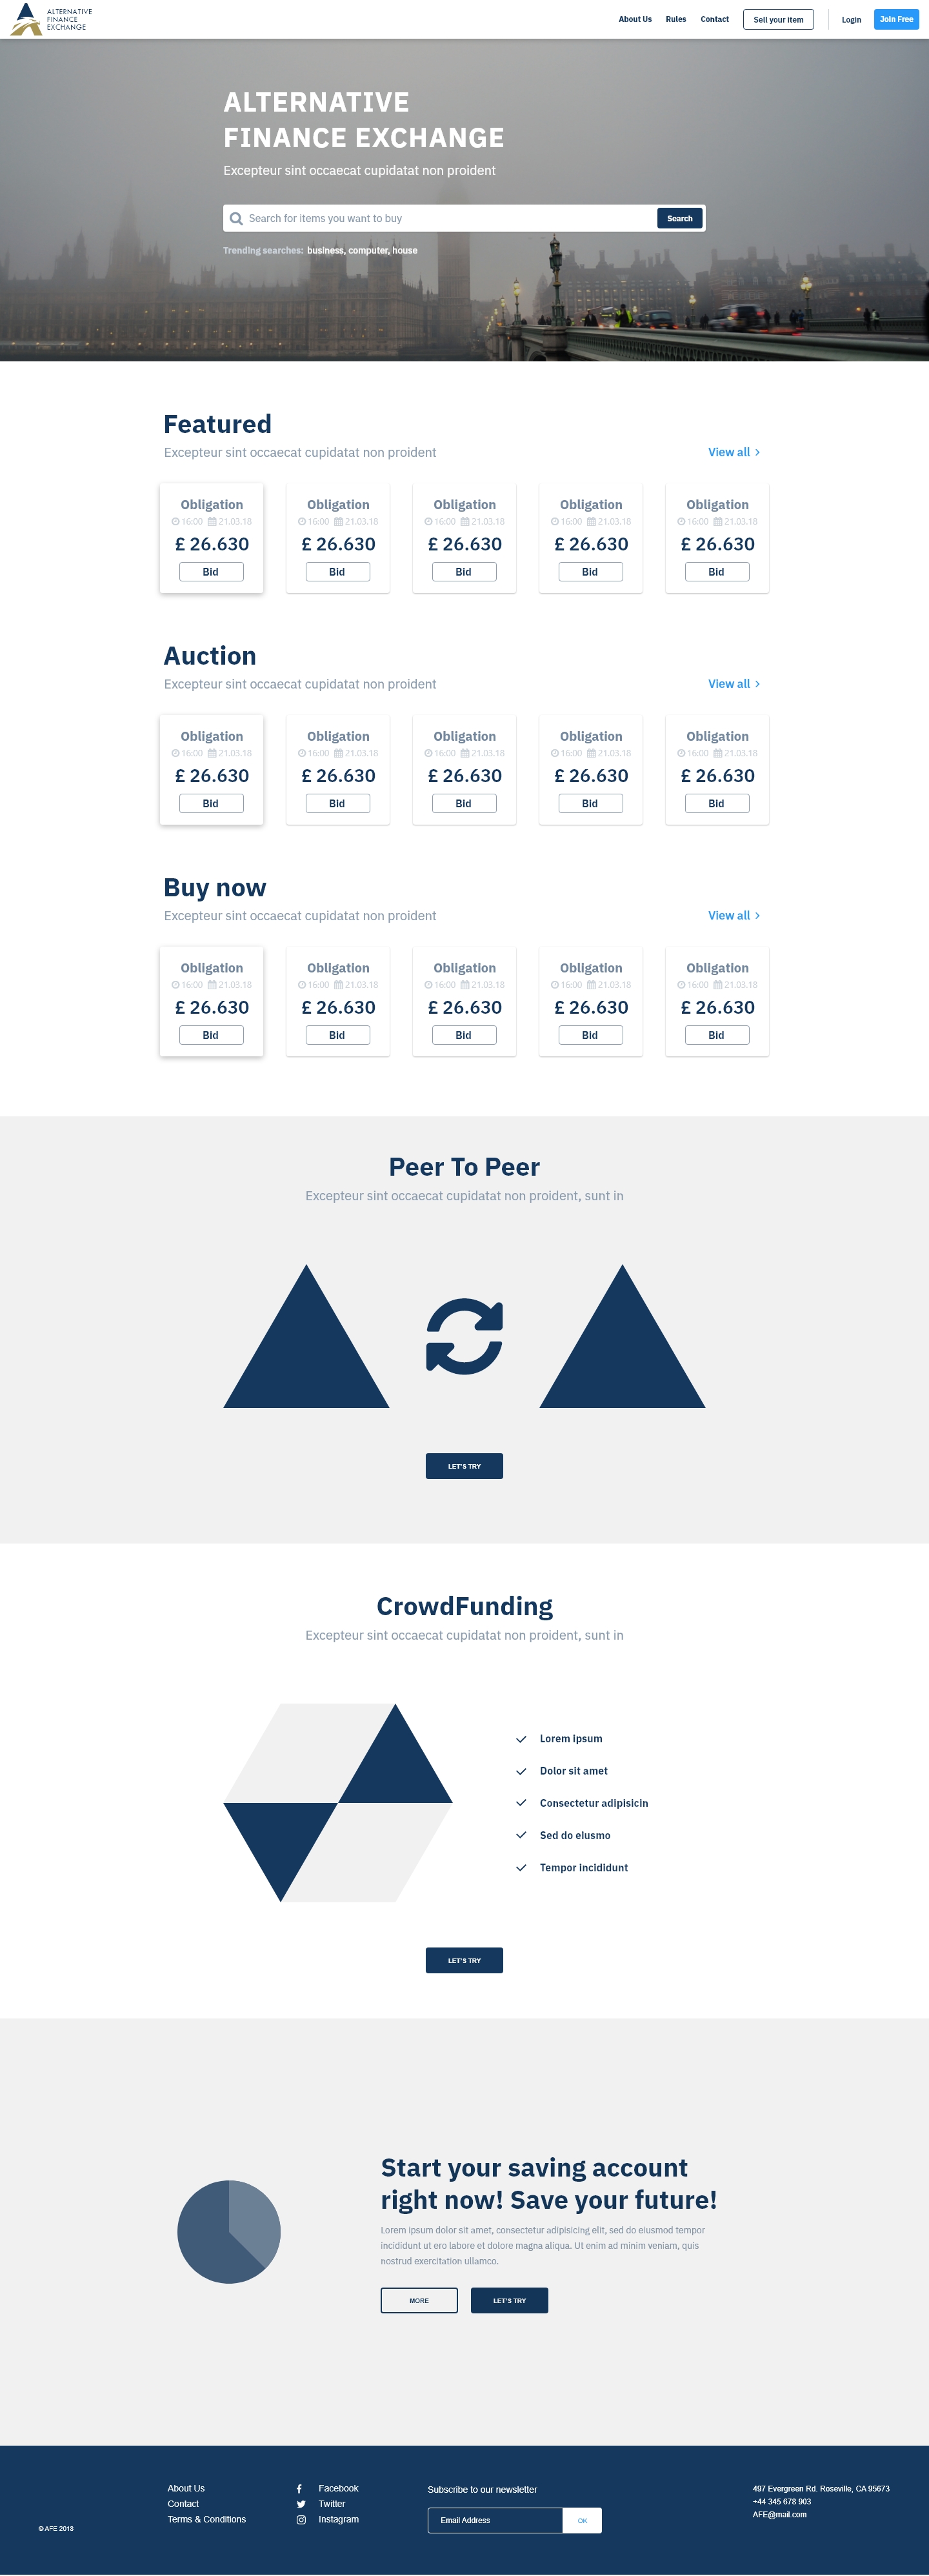 ALTERNATIVE
FINANCE
EXCHANGE
About Us Rules Contact Sell your item Login Join Free
ALTERNATIVE
FINANCE EXCHANGE
Excepteur sint occaecat cupidatat non proident
Search for items you want to buy Search
Trending searches: business, computer, house
Featured
Excepteur sint occaecat cupidatat non proident View all
Obligation Obligation Obligation Obligation Obligation
16:00 21.03.18 16:00 21.03.18 16:00 21.03.18 16:00 21.03.18 16:00 21.03.18
£ 26.630 £ 26.630 £ 26.630 £ 26.630 £ 26.630
Bid Bid Bid Bid Bid
Auction
Excepteur sint occaecat cupidatat non proident View all
Obligation Obligation Obligation Obligation Obligation
16:00 21.03.18 16:00 21.03.18 16:00 21.03.18 16:00 21.03.18 16:00 21.03.18
£ 26.630 £ 26.630 £ 26.630 £ 26.630 £ 26.630
Bid Bid Bid Bid Bid
Buy now
Excepteur sint occaecat cupidatat non proident View all
Obligation Obligation Obligation Obligation Obligation
16:00 21.03.18 16:00 21.03.18 16:00 21.03.18 16:00 21.03.18 16:00 21.03.18
£ 26.630 £ 26.630 £ 26.630 £ 26.630 £ 26.630
Bid Bid Bid Bid Bid
Peer To Peer
Excepteur sint occaecat cupidatat non proident, sunt in
LET'S TRY
CrowdFunding
Excepteur sint occaecat cupidatat non proident, sunt in
Lorem ipsum
Dolor sit amet
Consectetur adipisicin
Sed do eiusmo
Tempor incididunt
LET'S TRY
Start your saving account
right now! Save your future!
Lorem ipsum dolor sit amet, consectetur adipisicing elit, sed do eiusmod tempor
incididunt ut ero labore et dolore magna aliqua. Ut enim ad minim veniam, quis
nostrud exercitation ullamco.
MORE LET'S TRY
© AFE 2018
About Us
Contact
Terms & Conditions
Facebook
Twitter
Instagram
Subscribe to our newsletter
Email Address OK
497 Evergreen Rd. Roseville, CA 95673
+44 345 678 903
AFE@mail.com